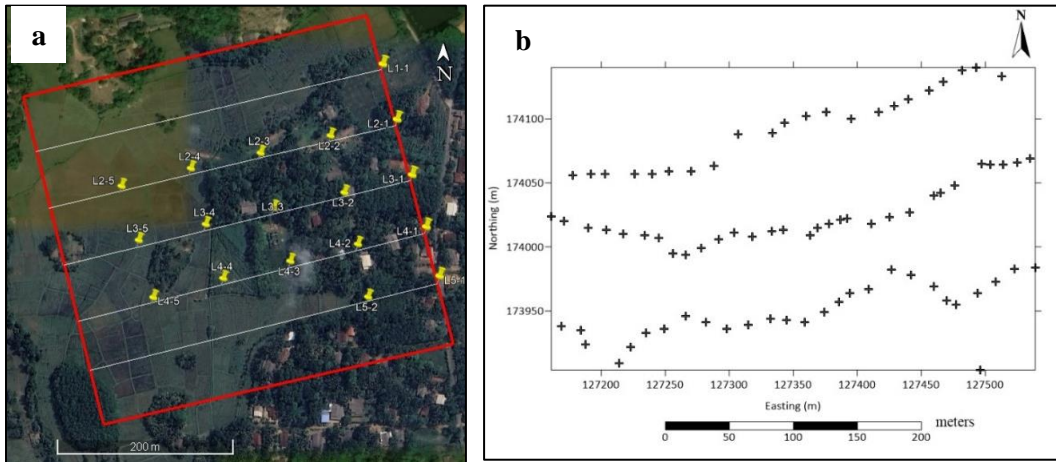 a
N
L1-1
L2-1
L2-2
L2-3
L2-4
L2-5
L3-1
L3-2
L3-3
L3-4
L3-5
L4-1
L4-2
L4-3
L4-4
L4-5
L5-1
L5-2
200 m
b
N
174100
174050
174000
173950
Northing (m)
127200 127250 127300 127350 127400 127450 127500
Easting (m)
0 50 100 150 200 meters